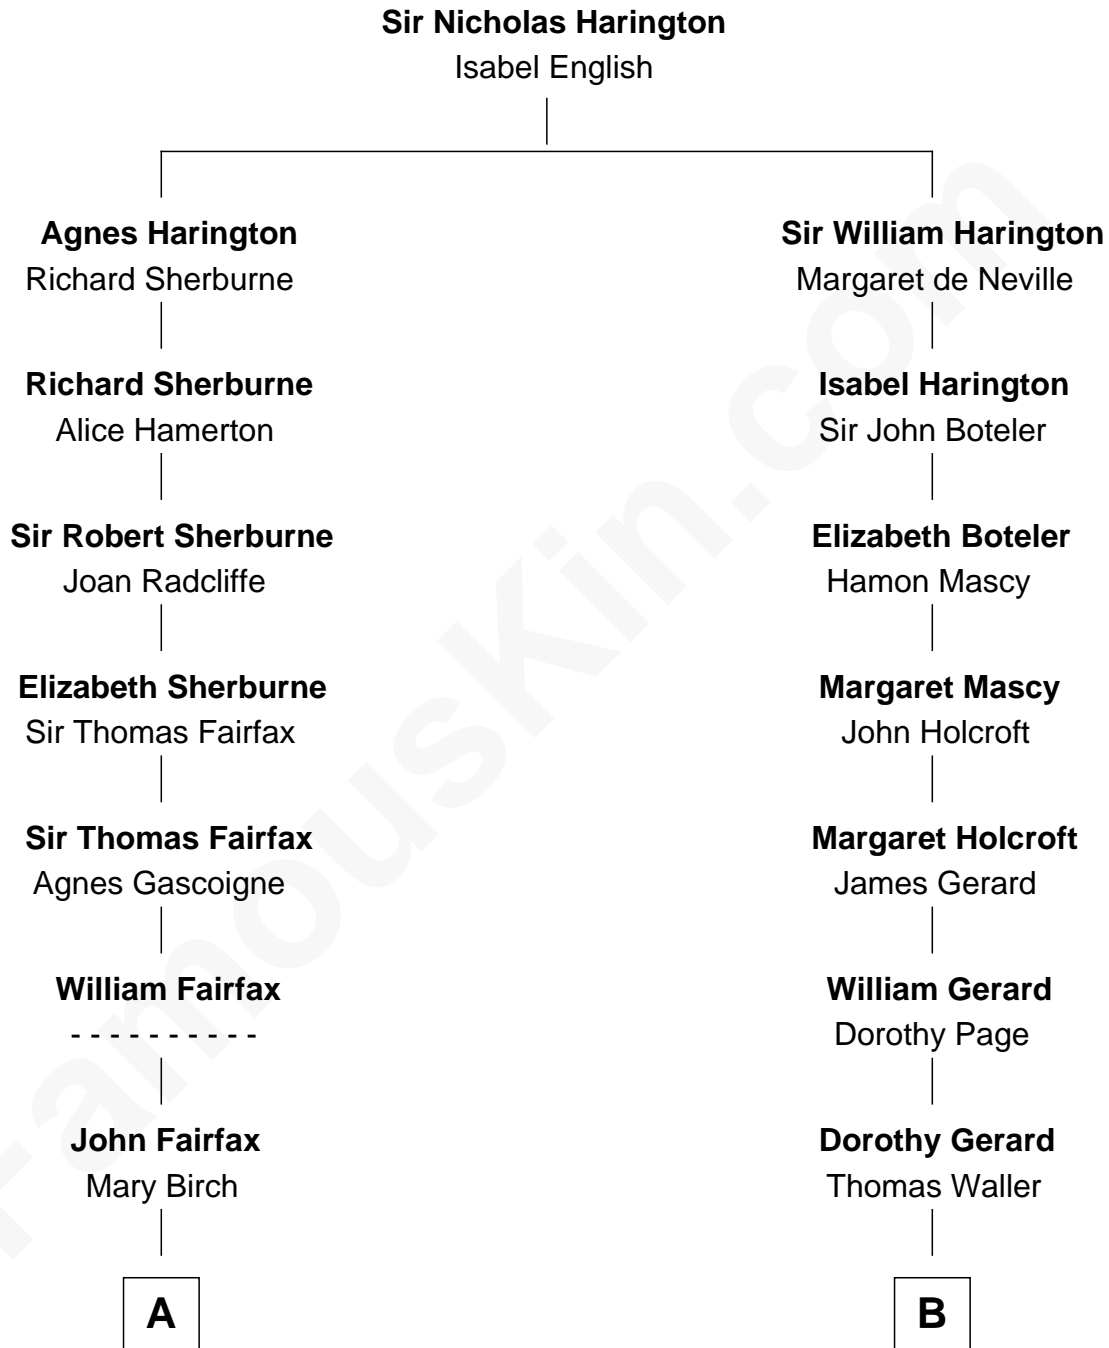 Sir Nicholas Harington
Isabel English
Agnes Harington
Richard Sherburne
Sir William Harington
Margaret de Neville
Richard Sherburne
Alice Hamerton
Isabel Harington
Sir John Boteler
Sir Robert Sherburne
Joan Radcliffe
Elizabeth Boteler
Hamon Mascy
Elizabeth Sherburne
Sir Thomas Fairfax
Margaret Mascy
John Holcroft
Sir Thomas Fairfax
Agnes Gascoigne
Margaret Holcroft
James Gerard
William Fairfax
- - - - - - - - - -
William Gerard
Dorothy Page
John Fairfax
Mary Birch
Dorothy Gerard
Thomas Waller
A
B
FamousKin.com